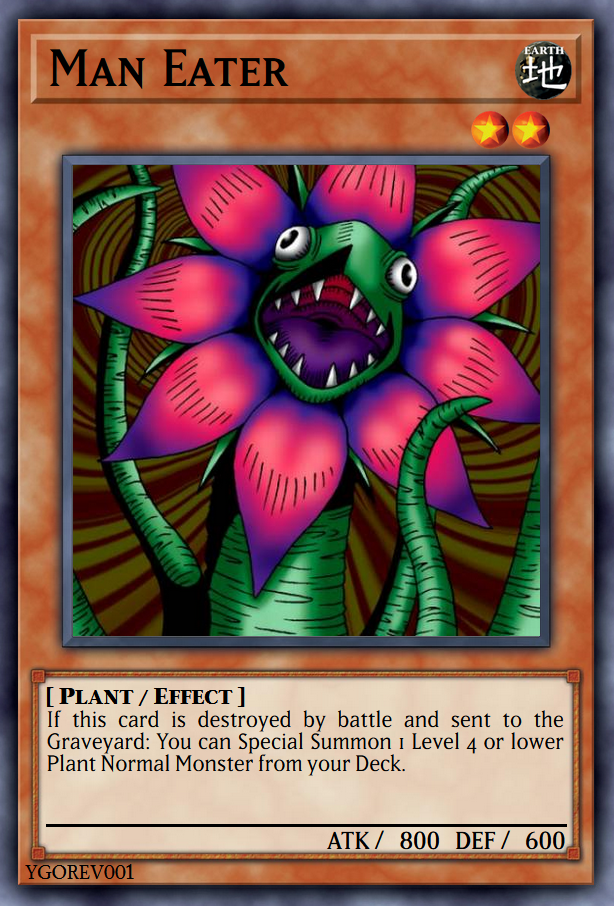 Man Eater
EARTH
地
[ Plant / Effect ]
If this card is destroyed by battle and sent to the
Graveyard: You can Special Summon 1 Level 4 or lower
Plant Normal Monster from your Deck.
ATK / 800 DEF / 600
YGOREV001